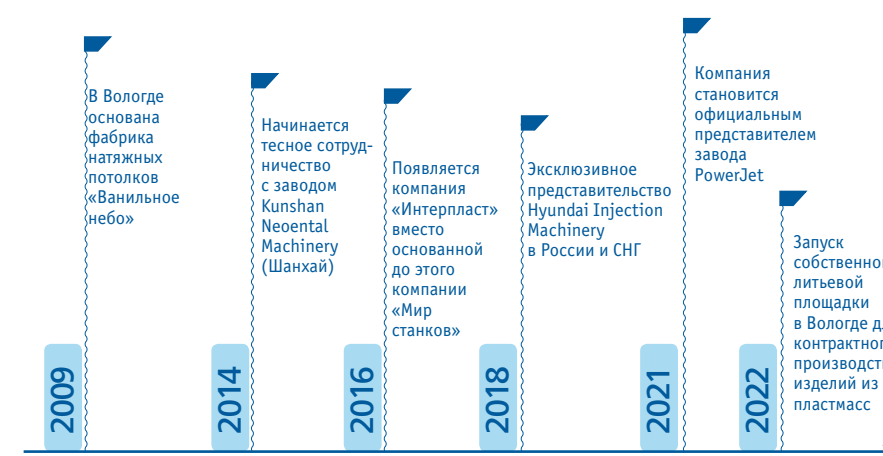 2009
В Вологде
основана
фабрика
натяжных
потолков
«Ванильное
небо»
2014
Начинается
тесное сотруд-
ничество
с заводом
Kunshan
Neoental
Machinery
(Шанхай)
2016
Появляется
компания
«Интерпласт»
вместо
основанной
до этого
компании
«Мир
станков»
2018
Эксклюзивное
представительство
Hyundai Injection
Machinery
в России и СНГ
2021
Компания
становится
официальным
представителем
завода
PowerJet
2022
Запуск
литьевой
площадки
в Вологде
изделий из
пластмасс